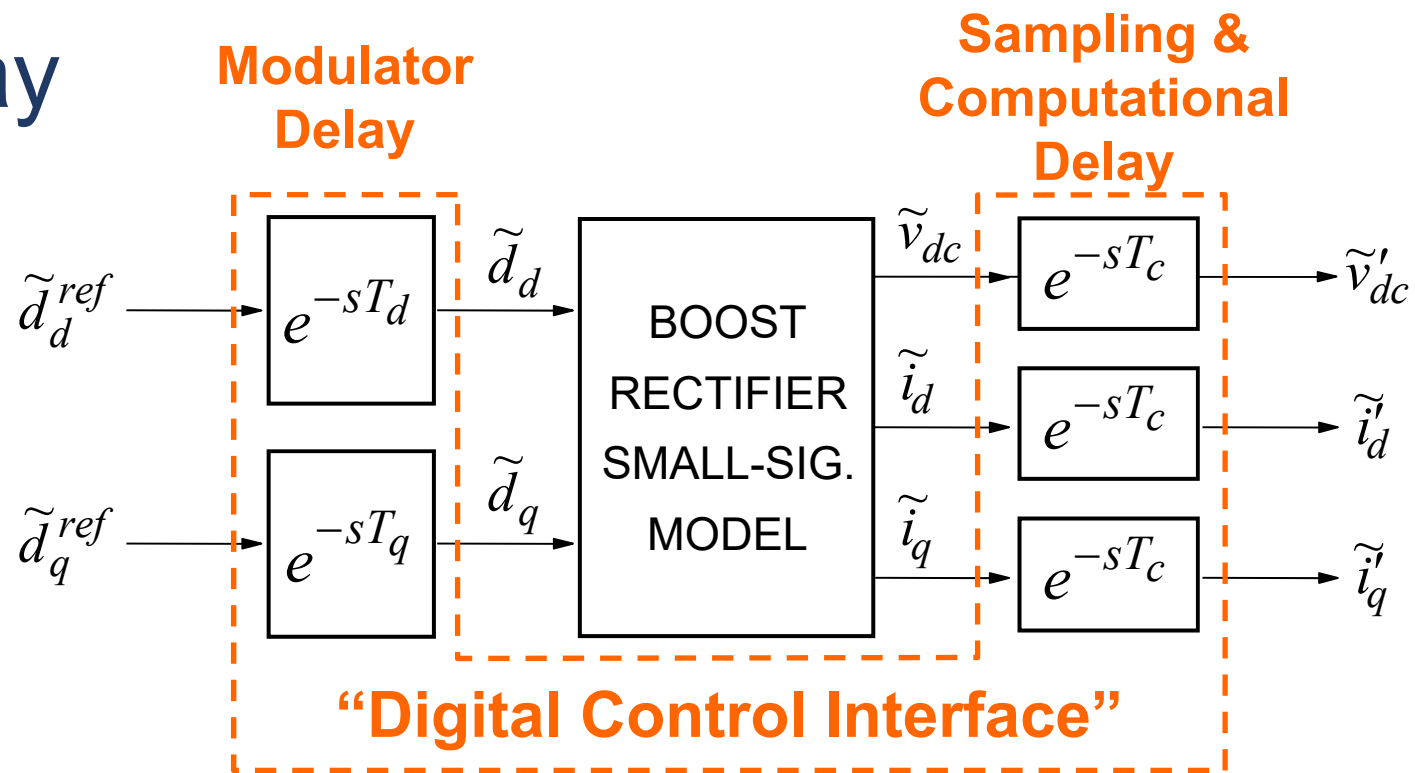 ay
Modulator
Delay
Sampling &
Computational
Delay
d̃_d^ref
e^−sT_d
d̃_d
d̃_q^ref
e^−sT_q
d̃_q
BOOST
RECTIFIER
SMALL-SIG.
MODEL
ṽ_dc
e^−sT_c
ṽ′_dc
ĩ_d
e^−sT_c
ĩ′_d
ĩ_q
e^−sT_c
ĩ′_q
“Digital Control Interface”